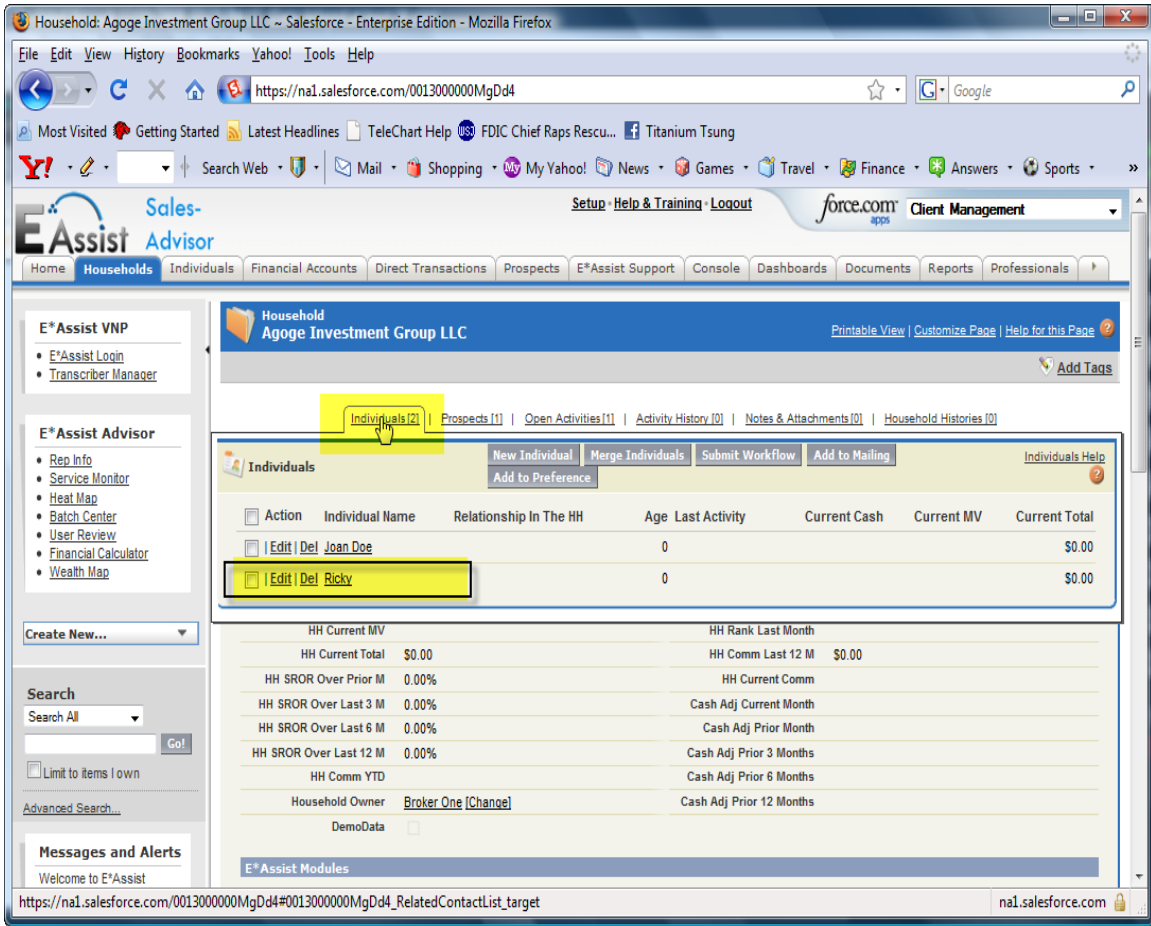 Household: Agoge Investment Group LLC ~ Salesforce - Enterprise Edition - Mozilla Firefox
File Edit View History Bookmarks Yahoo! Tools Help
https://na1.salesforce.com/0013000000MgDd4
G Google
Most Visited Getting Started Latest Headlines TeleChart Help FDIC Chief Raps Rescu... Titanium Tsung
Y! Search Web Mail Shopping My Yahoo! News Games Travel Finance Answers Sports »
E Assist Sales-Advisor
Setup · Help & Training · Logout
force.com apps Client Management
Home Households Individuals Financial Accounts Direct Transactions Prospects E*Assist Support Console Dashboards Documents Reports Professionals
E*Assist VNP
• E*Assist Login
• Transcriber Manager
E*Assist Advisor
• Rep Info
• Service Monitor
• Heat Map
• Batch Center
• User Review
• Financial Calculator
• Wealth Map
Create New...
Search
Search All
Go!
Limit to items I own
Advanced Search...
Messages and Alerts
Welcome to E*Assist
Household
Agoge Investment Group LLC
Printable View | Customize Page | Help for this Page
Add Tags
Individuals [2] | Prospects [1] | Open Activities [1] | Activity History [0] | Notes & Attachments [0] | Household Histories [0]
Individuals
New Individual Merge Individuals Submit Workflow Add to Mailing
Add to Preference
Individuals Help
Action Individual Name Relationship In The HH Age Last Activity Current Cash Current MV Current Total
| Edit | Del Joan Doe 0 $0.00
| Edit | Del Ricky 0 $0.00
HH Current MV HH Rank Last Month
HH Current Total $0.00 HH Comm Last 12 M $0.00
HH SROR Over Prior M 0.00% HH Current Comm
HH SROR Over Last 3 M 0.00% Cash Adj Current Month
HH SROR Over Last 6 M 0.00% Cash Adj Prior Month
HH SROR Over Last 12 M 0.00% Cash Adj Prior 3 Months
HH Comm YTD Cash Adj Prior 6 Months
Household Owner Broker One [Change] Cash Adj Prior 12 Months
DemoData
E*Assist Modules
https://na1.salesforce.com/0013000000MgDd4#0013000000MgDd4_RelatedContactList_target
na1.salesforce.com